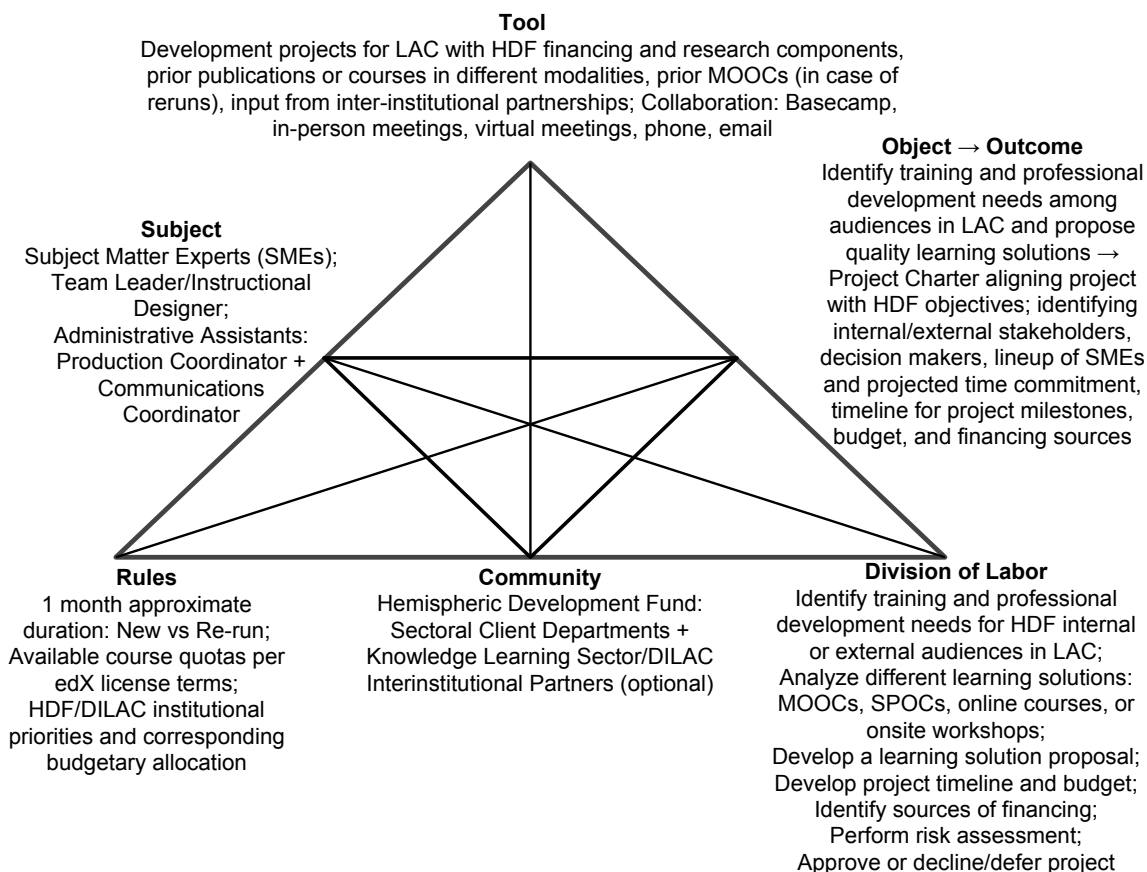 Tool
Development projects for LAC with HDF financing and research components,
prior publications or courses in different modalities, prior MOOCs (in case of
reruns), input from inter-institutional partnerships; Collaboration: Basecamp,
in-person meetings, virtual meetings, phone, email
Subject
Subject Matter Experts (SMEs);
Team Leader/Instructional
Designer;
Administrative Assistants:
Production Coordinator +
Communications
Coordinator
Object → Outcome
Identify training and professional
development needs among
audiences in LAC and propose
quality learning solutions →
Project Charter aligning project
with HDF objectives; identifying
internal/external stakeholders,
decision makers, lineup of SMEs
and projected time commitment,
timeline for project milestones,
budget, and financing sources
Rules
1 month approximate
duration: New vs Re-run;
Available course quotas per
edX license terms;
HDF/DILAC institutional
priorities and corresponding
budgetary allocation
Community
Hemispheric Development Fund:
Sectoral Client Departments +
Knowledge Learning Sector/DILAC
Interinstitutional Partners (optional)
Division of Labor
Identify training and professional
development needs for HDF internal
or external audiences in LAC;
Analyze different learning solutions:
MOOCs, SPOCs, online courses, or
onsite workshops;
Develop a learning solution proposal;
Develop project timeline and budget;
Identify sources of financing;
Perform risk assessment;
Approve or decline/defer project